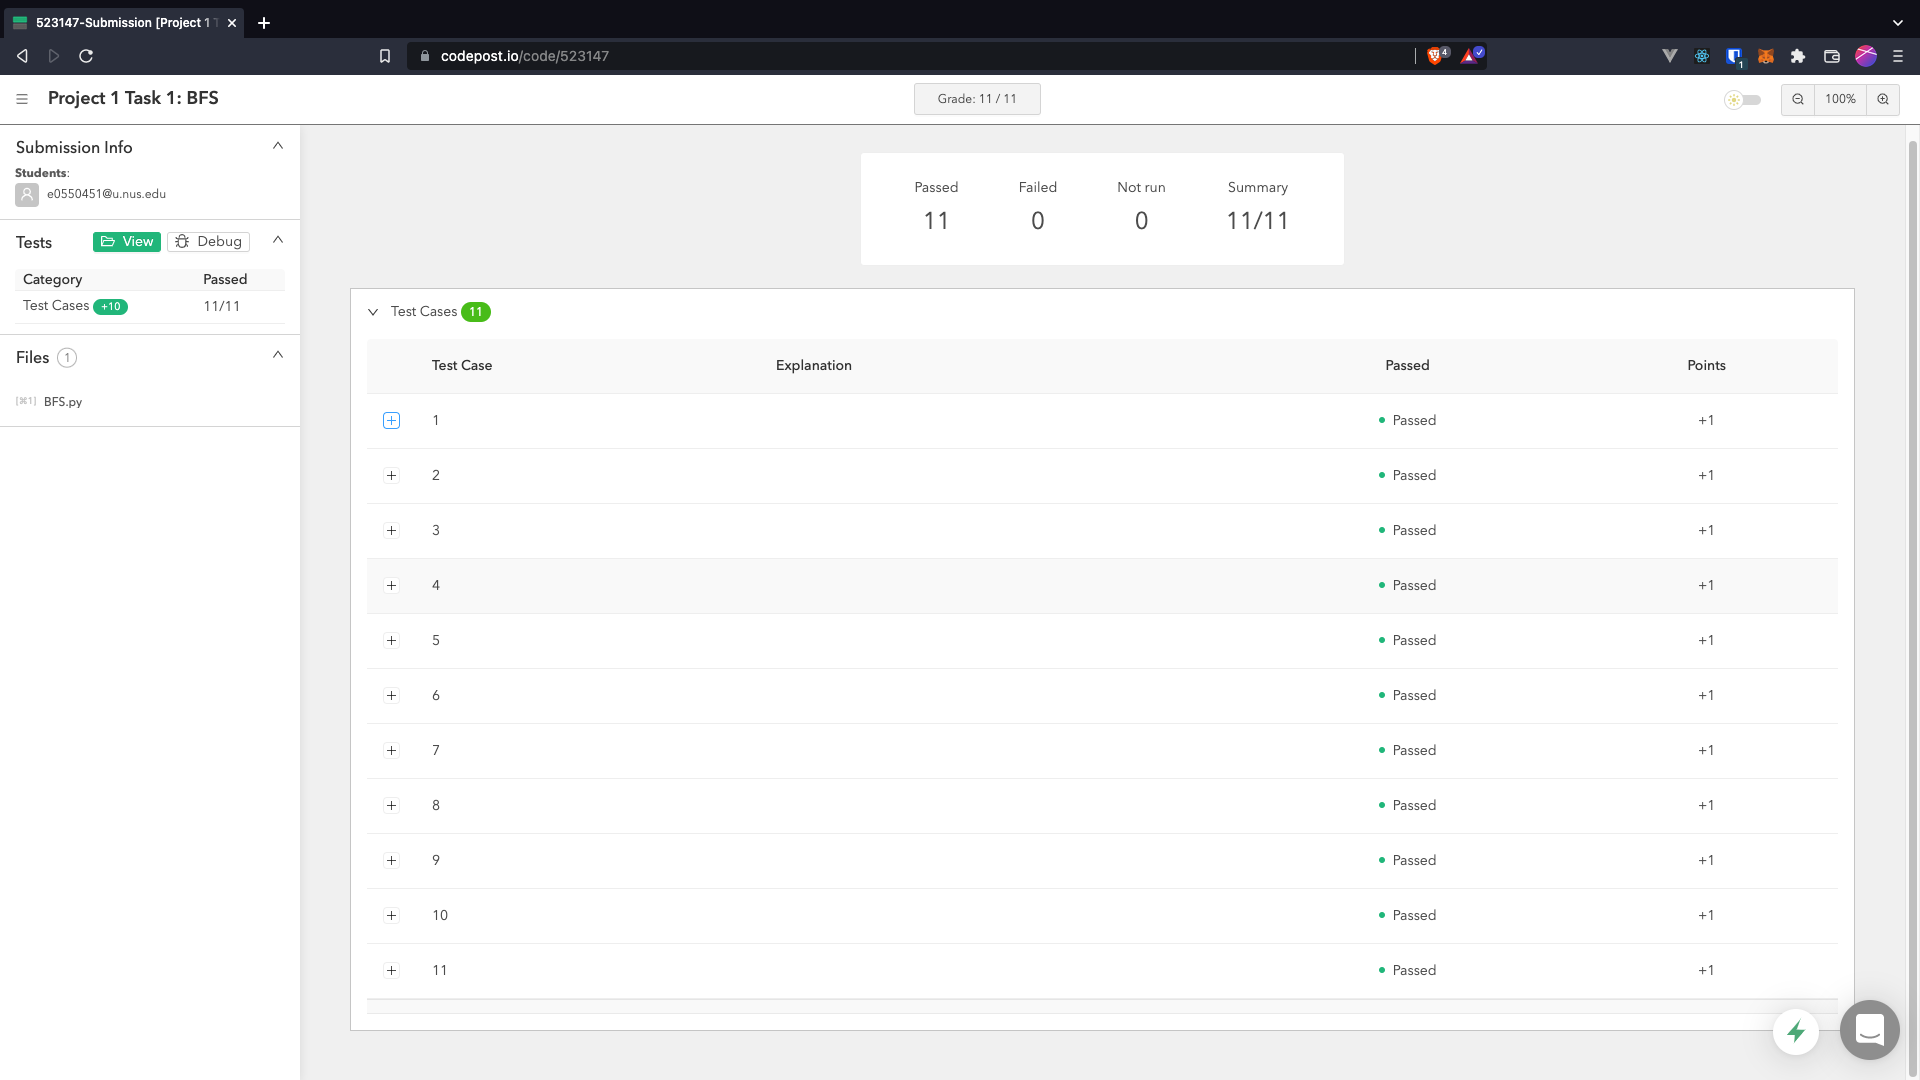 523147-Submission [Project 1
codepost.io/code/523147
4
1
Project 1 Task 1: BFS
Grade: 11 / 11
100%
Submission Info
Students:
e0550451@u.nus.edu
Tests View Debug
Category Passed
Test Cases +10 11/11
Files 1
[⌘1] BFS.py
Passed Failed Not run Summary
11 0 0 11/11
Test Cases 11
Test Case Explanation Passed Points
1 Passed +1
2 Passed +1
3 Passed +1
4 Passed +1
5 Passed +1
6 Passed +1
7 Passed +1
8 Passed +1
9 Passed +1
10 Passed +1
11 Passed +1